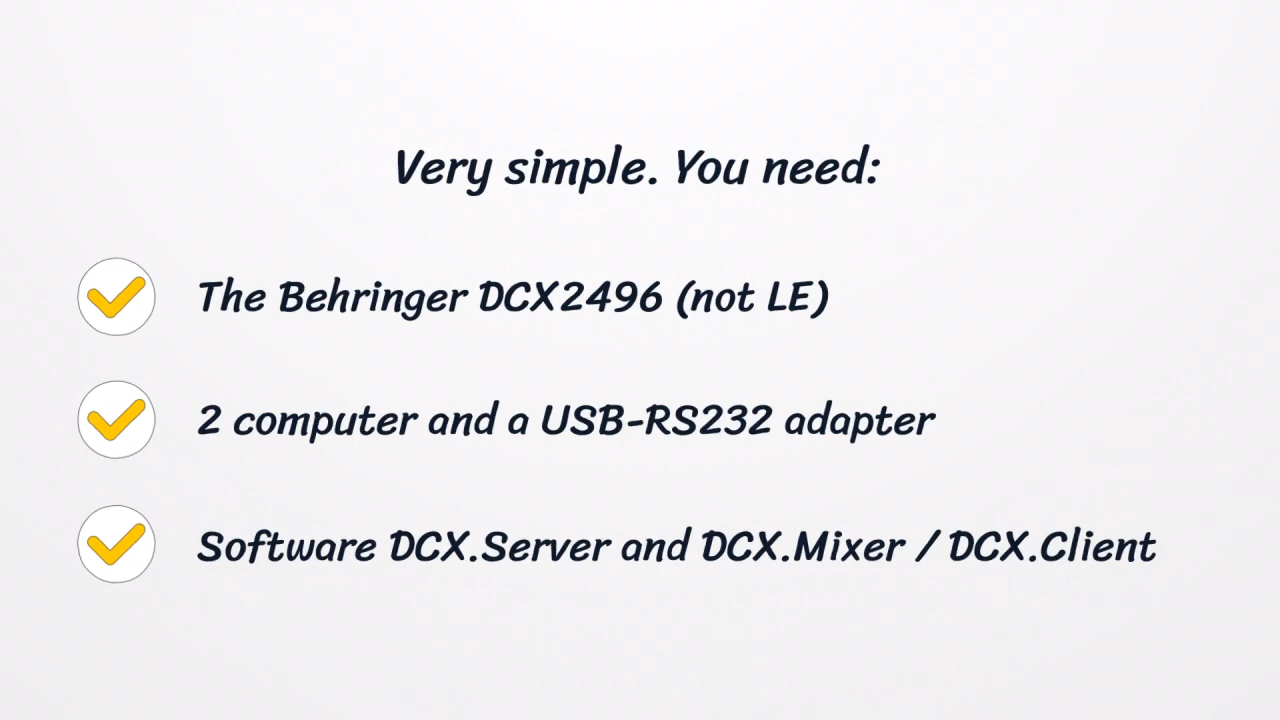 Very simple. You need:
The Behringer DCX2496 (not LE)
2 computer and a USB-RS232 adapter
Software DCX.Server and DCX.Mixer / DCX.Client